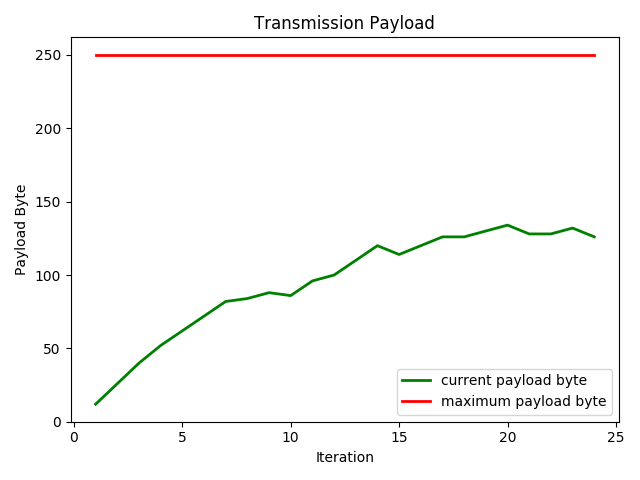 Transmission Payload
250
200
150
100
50
0
Payload Byte
current payload byte
maximum payload byte
0 5 10 15 20 25
Iteration